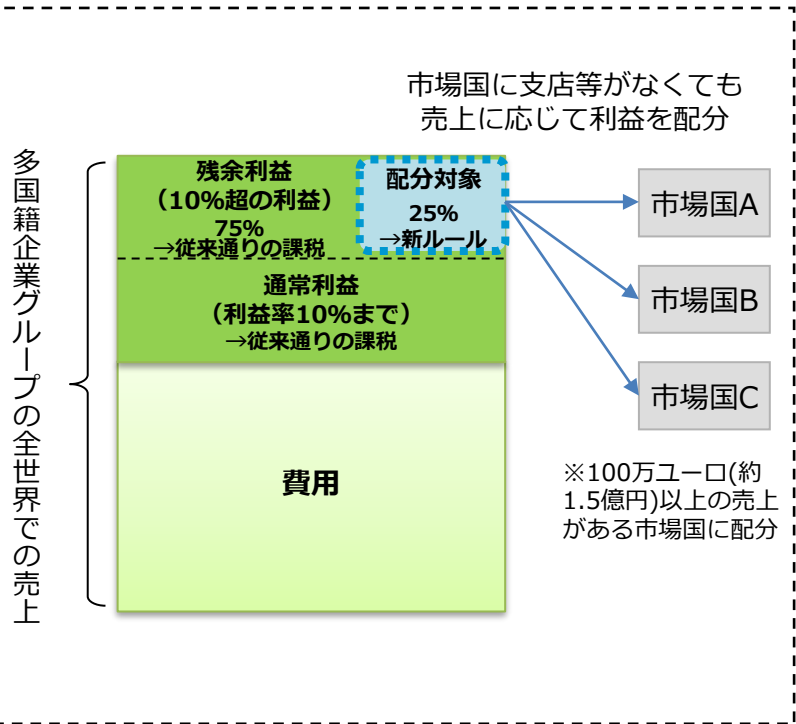 市場国に支店等がなくても
売上に応じて利益を配分
多国籍企業グループの全世界での売上
残余利益
（10%超の利益）
75%
→従来通りの課税
配分対象
25%
→新ルール
通常利益
（利益率10%まで）
→従来通りの課税
費用
市場国A
市場国B
市場国C
※100万ユーロ(約
1.5億円)以上の売上
がある市場国に配分